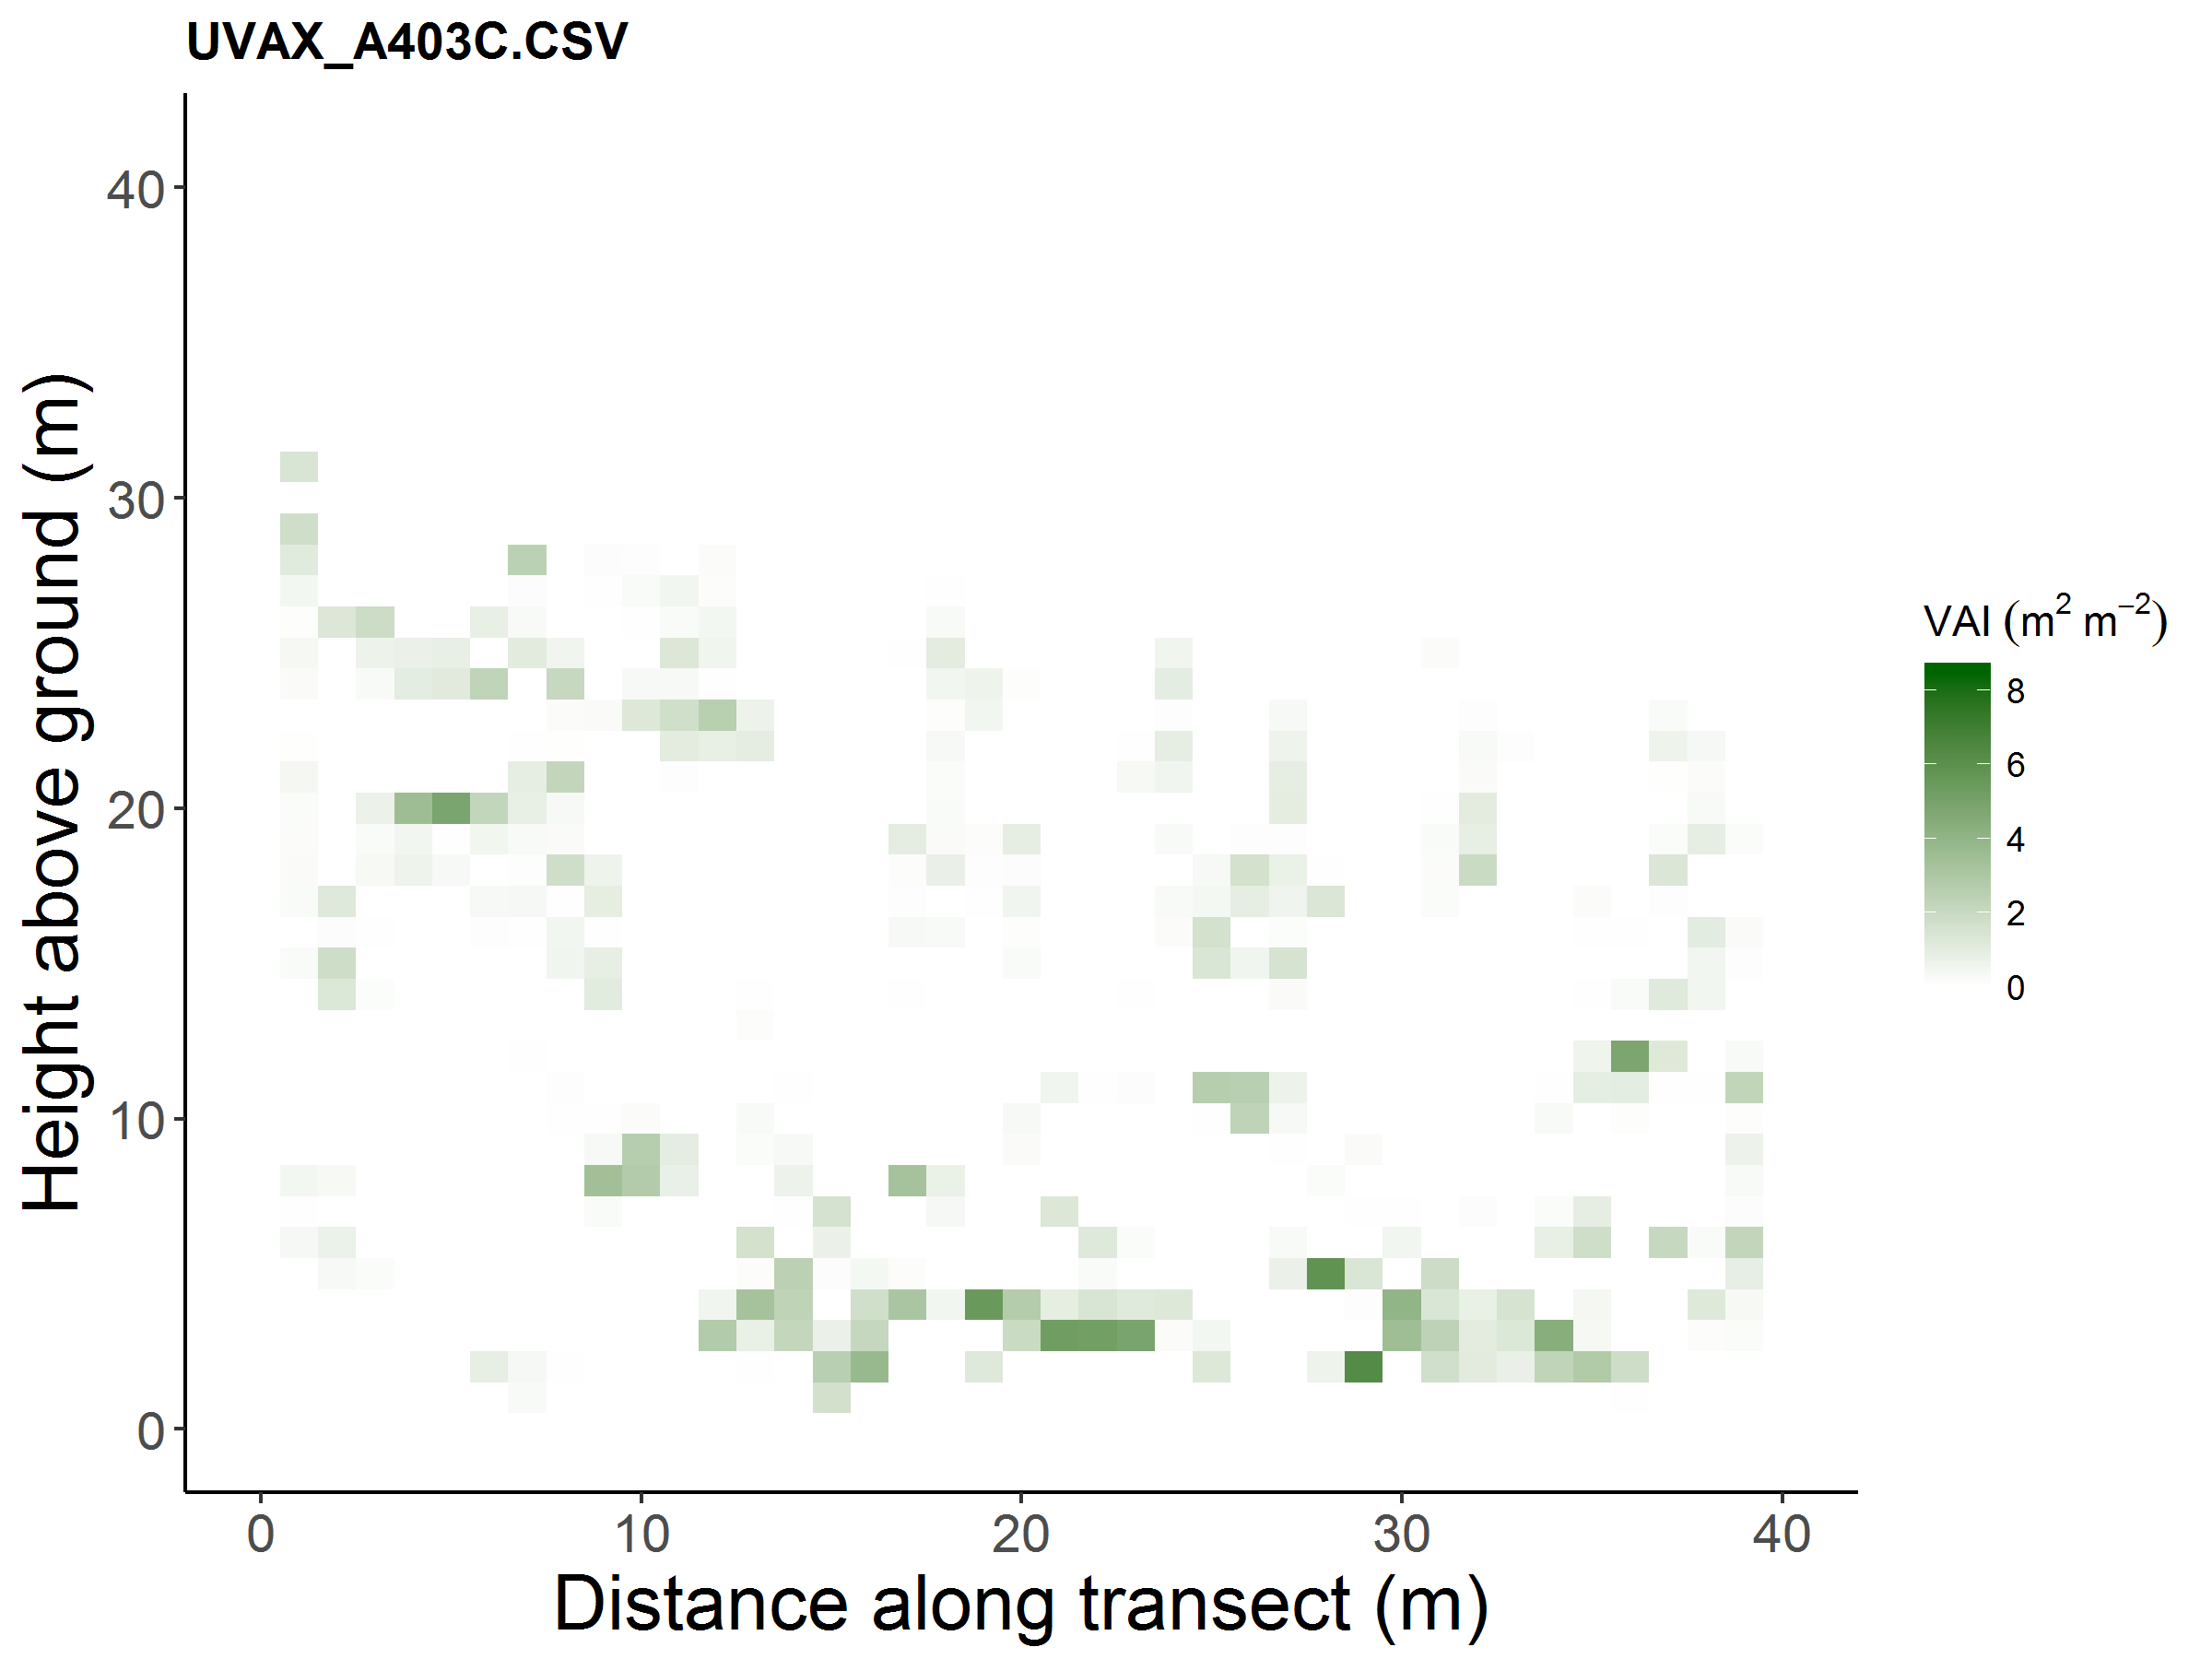 UVAX_A403C.CSV
Height above ground (m)
40
30
20
10
0
0 10 20 30 40
Distance along transect (m)
VAI (m² m⁻²)
8
6
4
2
0